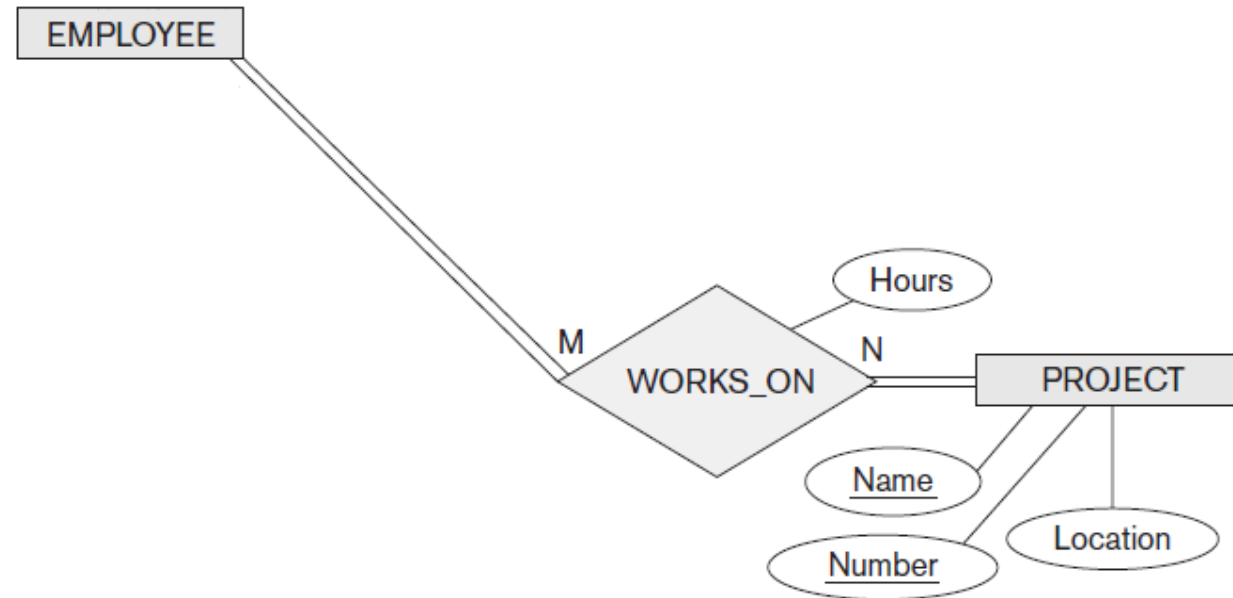 EMPLOYEE
Hours
M
N
WORKS_ON
PROJECT
Name
Number
Location